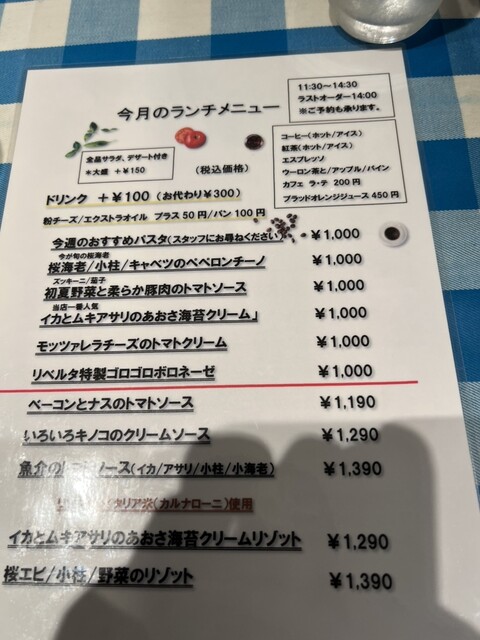 今月のランチメニュー
11:30~14:30
ラストオーダー14:00
※ご予約も承ります。
全品サラダ、デザート付き
*大盛 +¥150
(税込価格)
コーヒー(ホット/アイス)
紅茶(ホット/アイス)
エスプレッソ
ウーロン茶と/アップル/パイン
カフェ ラ・テ 200円
ブラッドオレンジジュース 450円
ドリンク +¥100 (お代わり¥300)
粉チーズ/エクストラオイル プラス50円/パン100円
今週のおすすめパスタ(スタッフにお尋ねください) ¥1,000
今が旬の桜海老
桜海老/小柱/キャベツのペペロンチーノ ¥1,000
ズッキーニ/茄子
初夏野菜と柔らか豚肉のトマトソース ¥1,000
当店一番人気
イカとムキアサリのあおさ海苔クリーム」 ¥1,000
モッツァレラチーズのトマトクリーム ¥1,000
リベルタ特製ゴロゴロボロネーゼ ¥1,000
ベーコンとナスのトマトソース ¥1,190
いろいろキノコのクリームソース ¥1,290
魚介の ソース(イカ/アサリ/小柱/小海老) ¥1,390
タリア米(カルナローニ)使用
イカとムキアサリのあおさ海苔クリームリゾット ¥1,290
桜エビ/小柱/野菜のリゾット ¥1,390